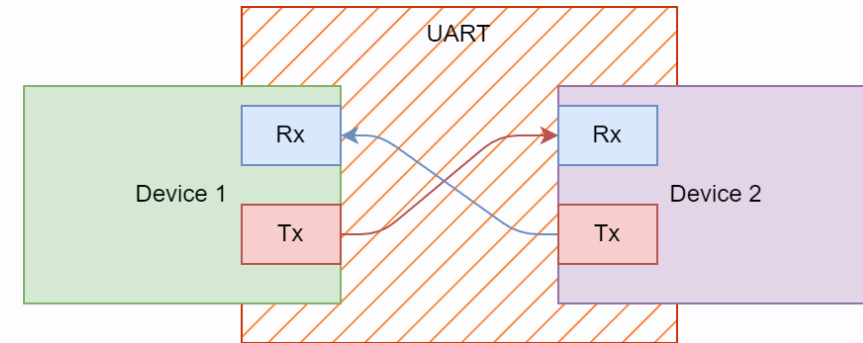 UART
Rx
Rx
Device 1
Device 2
Tx
Tx